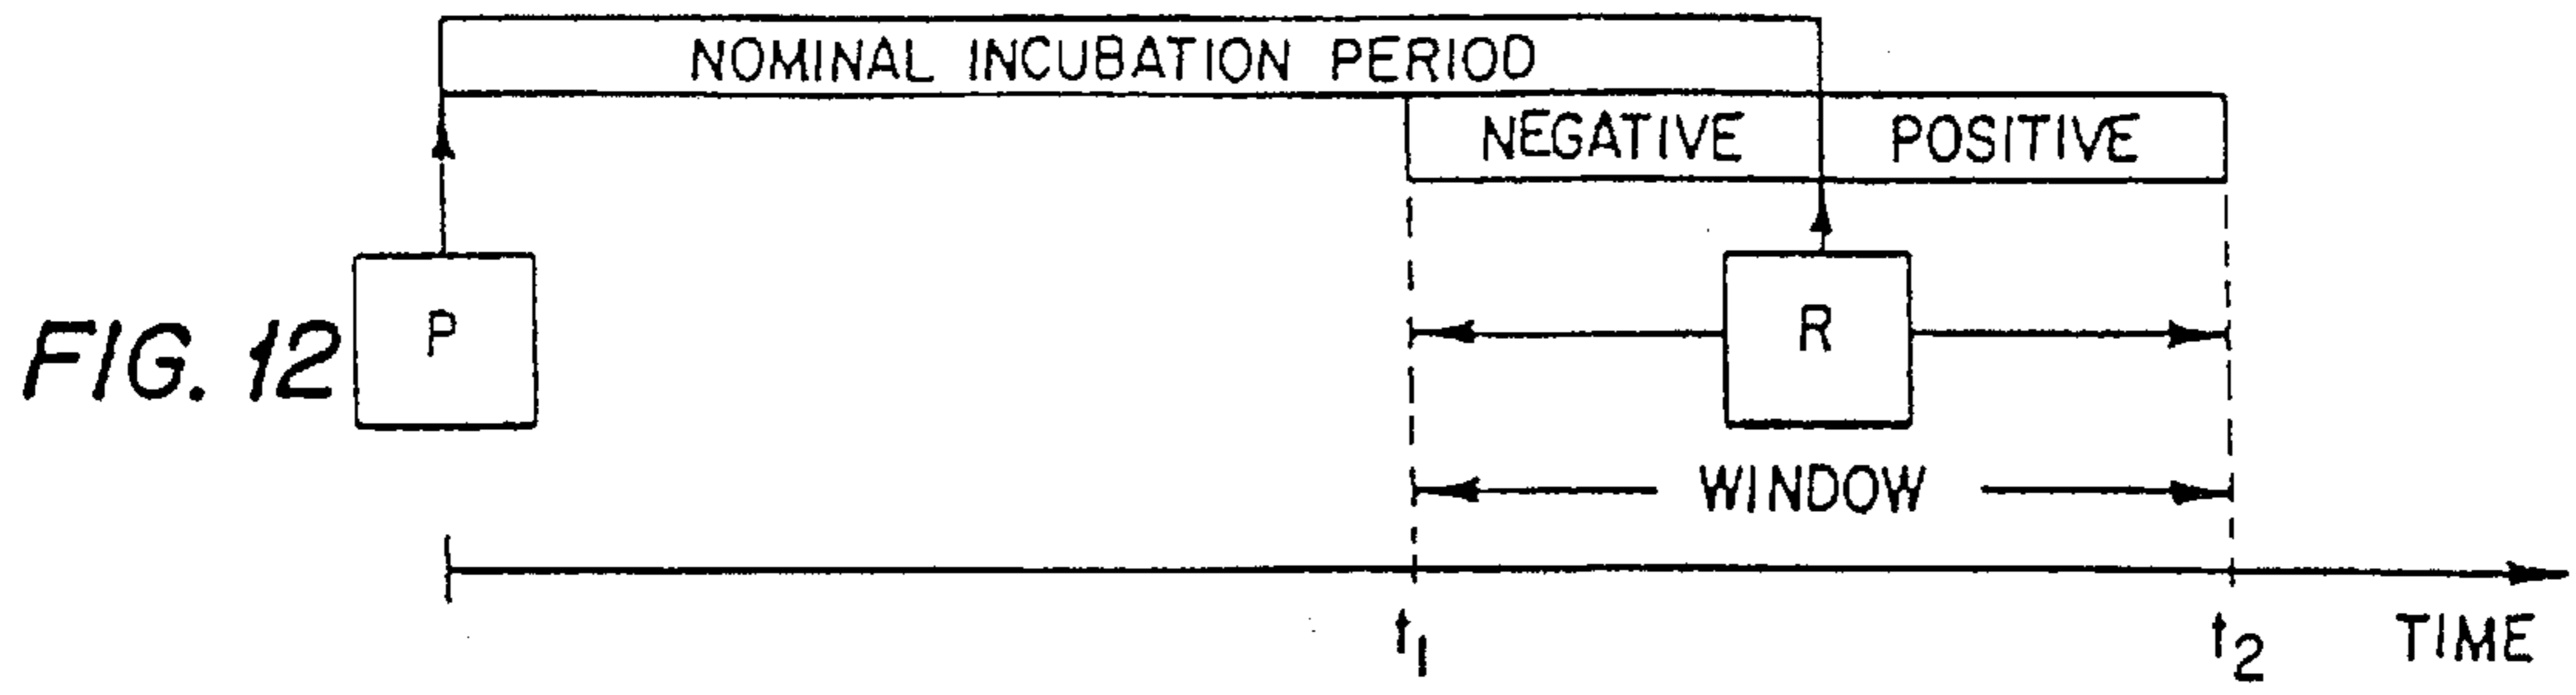 NOMINAL INCUBATION PERIOD
NEGATIVE POSITIVE
FIG. 12 P R
WINDOW
t1 t2 TIME